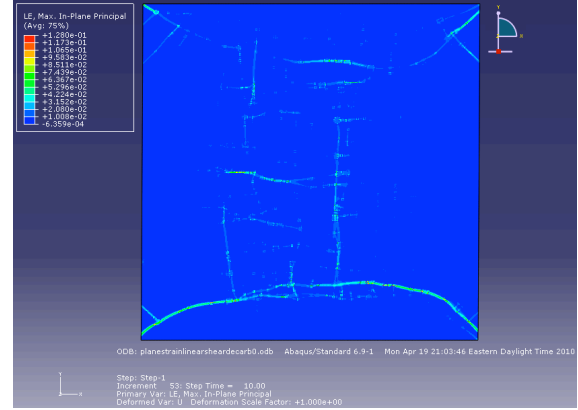 LE, Max. In-Plane Principal
(Avg: 75%)
+1.280e-01
+1.173e-01
+1.065e-01
+9.583e-02
+8.511e-02
+7.439e-02
+6.367e-02
+5.296e-02
+4.224e-02
+3.152e-02
+2.080e-02
+1.008e-02
-6.359e-04
Y
X
ODB: planestrainlinearsheardecarb0.odb Abaqus/Standard 6.9-1 Mon Apr 19 21:03:46 Eastern Daylight Time 2010
Y
X
Step: Step-1
Increment 53: Step Time = 10.00
Primary Var: LE, Max. In-Plane Principal
Deformed Var: U Deformation Scale Factor: +1.000e+00